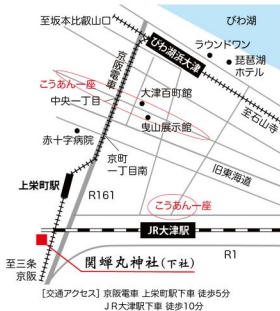 至坂本比叡山口
びわ湖
京阪電車
びわ湖浜大津
ラウンドワン
琵琶湖
ホテル
こうあん一座
中央一丁目
大津百町館
曳山展示館
至石山寺
赤十字病院
京町
一丁目南
旧東海道
上栄町駅
R161
こうあん一座
JR大津駅
R1
関蝉丸神社(下社)
至三条
京阪
[交通アクセス] 京阪電車 上栄町駅下車 徒歩5分
JR大津駅下車 徒歩10分